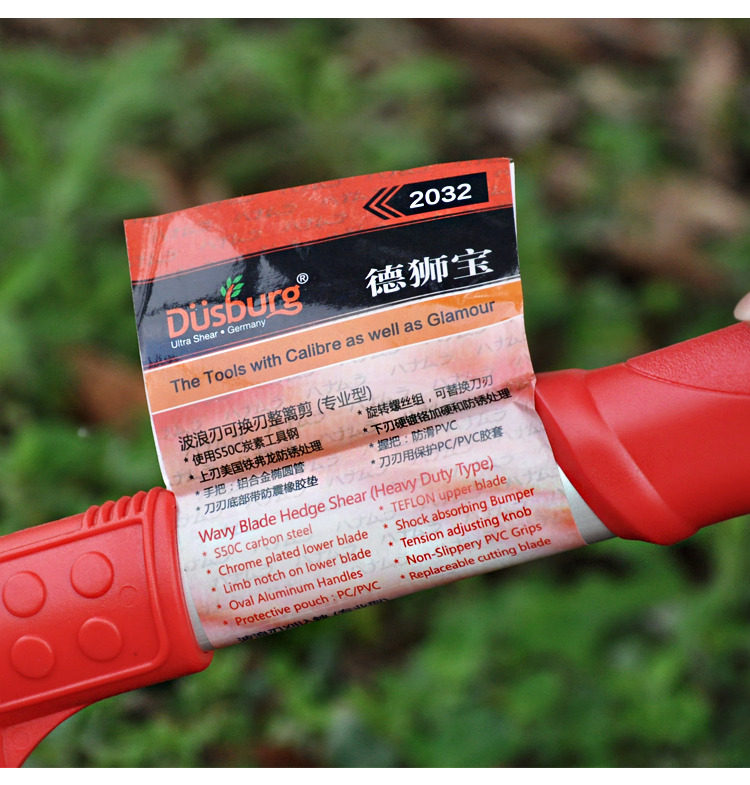 2032
Düsburg®
德狮宝
Ultra Shear • Germany
The Tools with Calibre as well as Glamour
波浪刃可换刃整篱剪 (专业型)
* 使用S50C炭素工具钢
* 上刃美国铁弗龙防锈处理
* 手把：铝合金椭圆管
* 刀刃底部带防震橡胶垫
* 旋转螺丝组，可替换刀刃
* 下刃硬镀铬加硬和防锈处理
* 握把：防滑PVC
* 刀刃用保护PC/PVC胶套
Wavy Blade Hedge Shear (Heavy Duty Type)
* S50C carbon steel
* Chrome plated lower blade
* Limb notch on lower blade
* Oval Aluminum Handles
* Protective pouch : PC/PVC
* TEFLON upper blade
* Shock absorbing Bumper
* Tension adjusting knob
* Non-Slippery PVC Grips
* Replaceable cutting blade